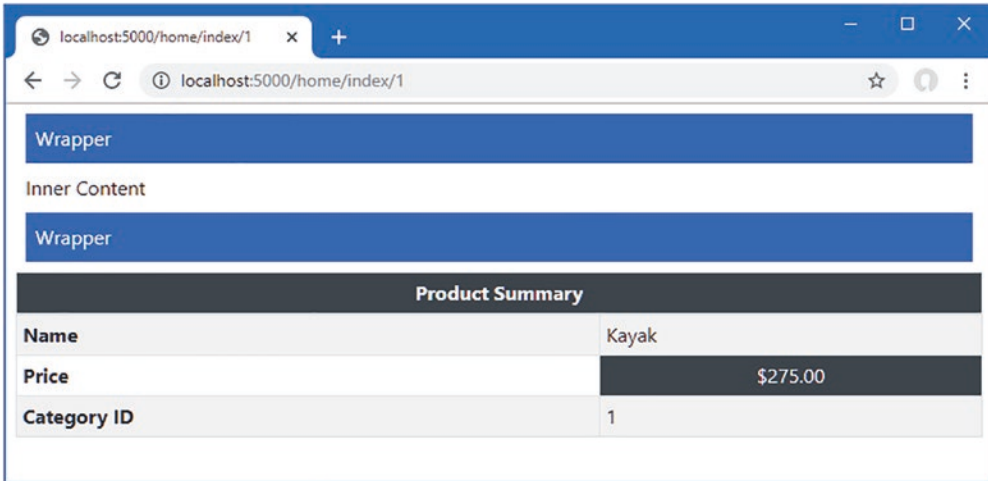 localhost:5000/home/index/1
localhost:5000/home/index/1
Wrapper
Inner Content
Wrapper
Product Summary
Name Kayak
Price $275.00
Category ID 1